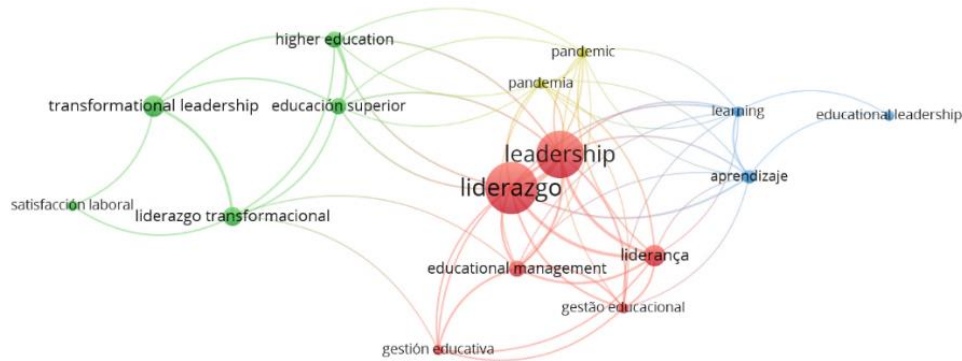 higher education
pandemic
pandemia
transformational leadership
educación superior
learning
educational leadership
leadership
aprendizaje
liderazgo
satisfacción laboral
liderazgo transformacional
liderança
educational management
gestão educacional
gestión educativa